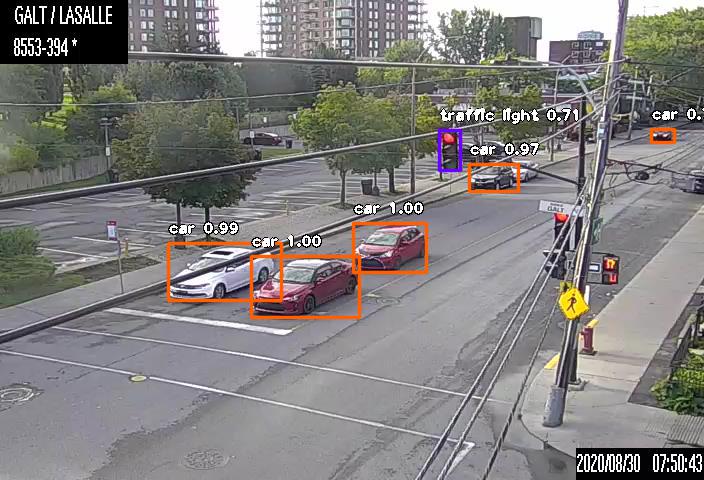 GALT / LASALLE
8553-394 *
traffic light 0.71
car 0.97
car 1.00
car 0.99
car 1.00
GALT
2020/08/30 07:50:43